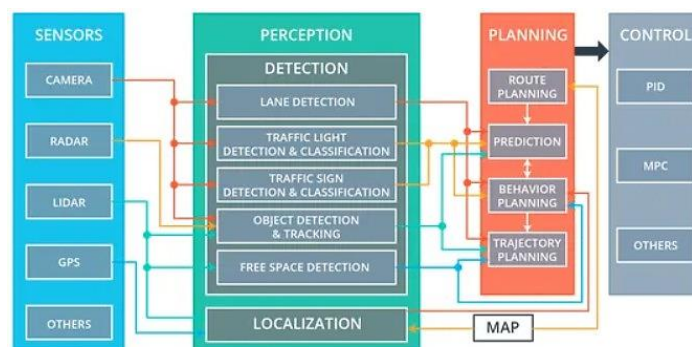 SENSORS
CAMERA
RADAR
LIDAR
GPS
OTHERS
PERCEPTION
DETECTION
LANE DETECTION
TRAFFIC LIGHT
DETECTION & CLASSIFICATION
TRAFFIC SIGN
DETECTION & CLASSIFICATION
OBJECT DETECTION
& TRACKING
FREE SPACE DETECTION
LOCALIZATION
PLANNING
ROUTE
PLANNING
PREDICTION
BEHAVIOR
PLANNING
TRAJECTORY
PLANNING
MAP
CONTROL
PID
MPC
OTHERS